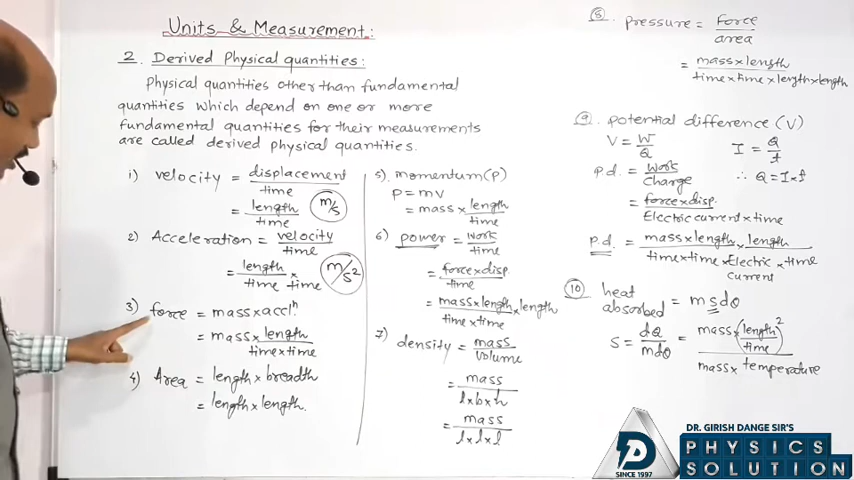 Units & Measurement:
2. Derived Physical quantities:
Physical quantities other than fundamental
quantities which depend on one or more
fundamental quantities for their measurements
are called derived physical quantities.
1) velocity = displacement / time
= length / time m/s
2) Acceleration = velocity / time
= length / time × time m/s²
3) force = mass × accⁿ.
= mass × length / time × time
4) Area = length × breadth
= length × length.
5). momentum (P)
P = mv
= mass × length / time
6) power = work / time
= force × disp / time
= mass × length × length / time × time
7) density = mass / volume
= mass / l × b × h
= mass / l × l × l
8. pressure = force / area
= mass × length / time × time × length × length
9. potential difference (V)
V = W / Q I = Q / t
p.d. = work / charge ∴ Q = I × t
= force × disp. / Electric current × time
p.d. = mass × length × length / time × time × Electric current × time
10 heat absorbed = m s dθ
S = dQ / m dθ = mass × (length / time)² / mass × temperature
DR. GIRISH DANGE SIR'S
PHYSICS
SOLUTION
SINCE 1997